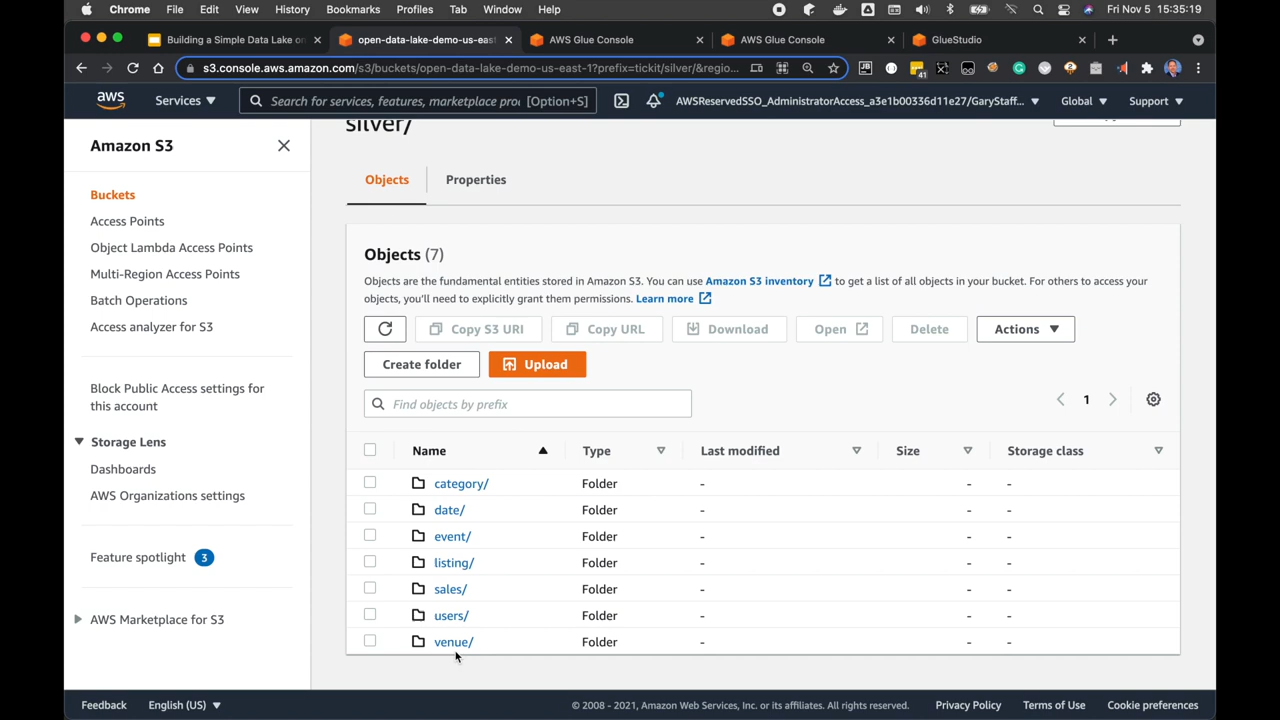 Chrome File Edit View History Bookmarks Profiles Tab Window Help Fri Nov 5 15:35:19
Building a Simple Data Lake on open-data-lake-demo-us-east AWS Glue Console AWS Glue Console GlueStudio
s3.console.aws.amazon.com/s3/buckets/open-data-lake-demo-us-east-1?prefix=tickit/silver/&regio... 41
aws Services Search for services, features, marketplace pro [Option+S] AWSReservedSSO_AdministratorAccess_a3e1b00336d11e27/GaryStaff... Global Support
silver/
Amazon S3
Buckets
Access Points
Object Lambda Access Points
Multi-Region Access Points
Batch Operations
Access analyzer for S3
Block Public Access settings for
this account
Storage Lens
Dashboards
AWS Organizations settings
Feature spotlight 3
AWS Marketplace for S3
Objects Properties
Objects (7)
Objects are the fundamental entities stored in Amazon S3. You can use Amazon S3 inventory to get a list of all objects in your bucket. For others to access your
objects, you'll need to explicitly grant them permissions. Learn more
Copy S3 URI Copy URL Download Open Delete Actions
Create folder Upload
Find objects by prefix 1
Name Type Last modified Size Storage class
category/ Folder - - -
date/ Folder - - -
event/ Folder - - -
listing/ Folder - - -
sales/ Folder - - -
users/ Folder - - -
venue/ Folder - - -
Feedback English (US) © 2008 - 2021, Amazon Web Services, Inc. or its affiliates. All rights reserved. Privacy Policy Terms of Use Cookie preferences